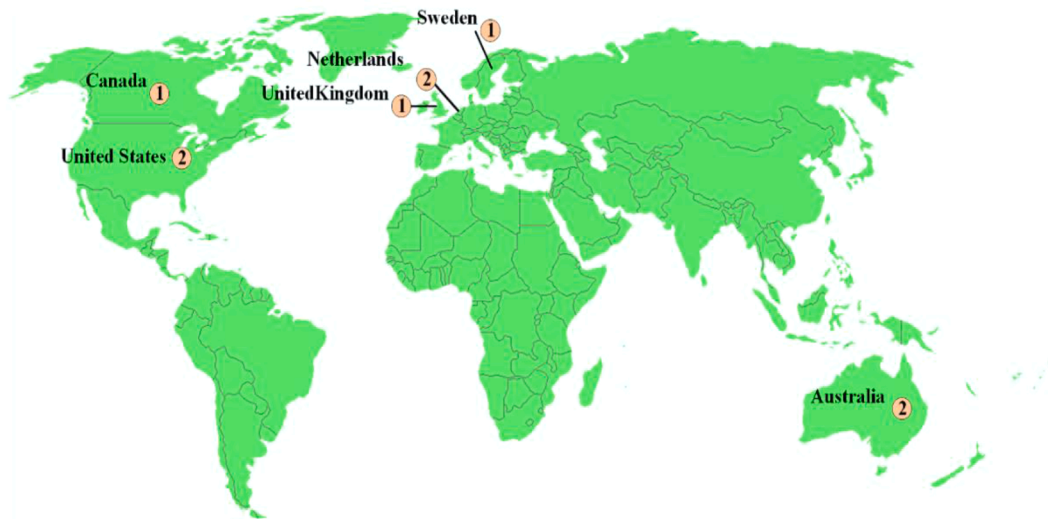 Sweden 1
Netherlands
2
Canada 1
UnitedKingdom 1
United States 2
Australia 2